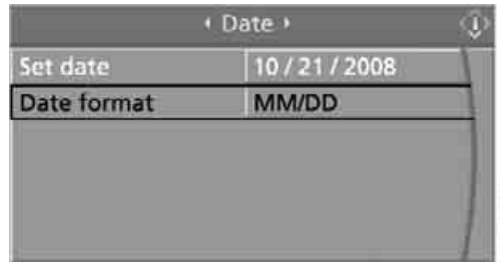 Date
Set date 10 / 21 / 2008
Date format MM/DD